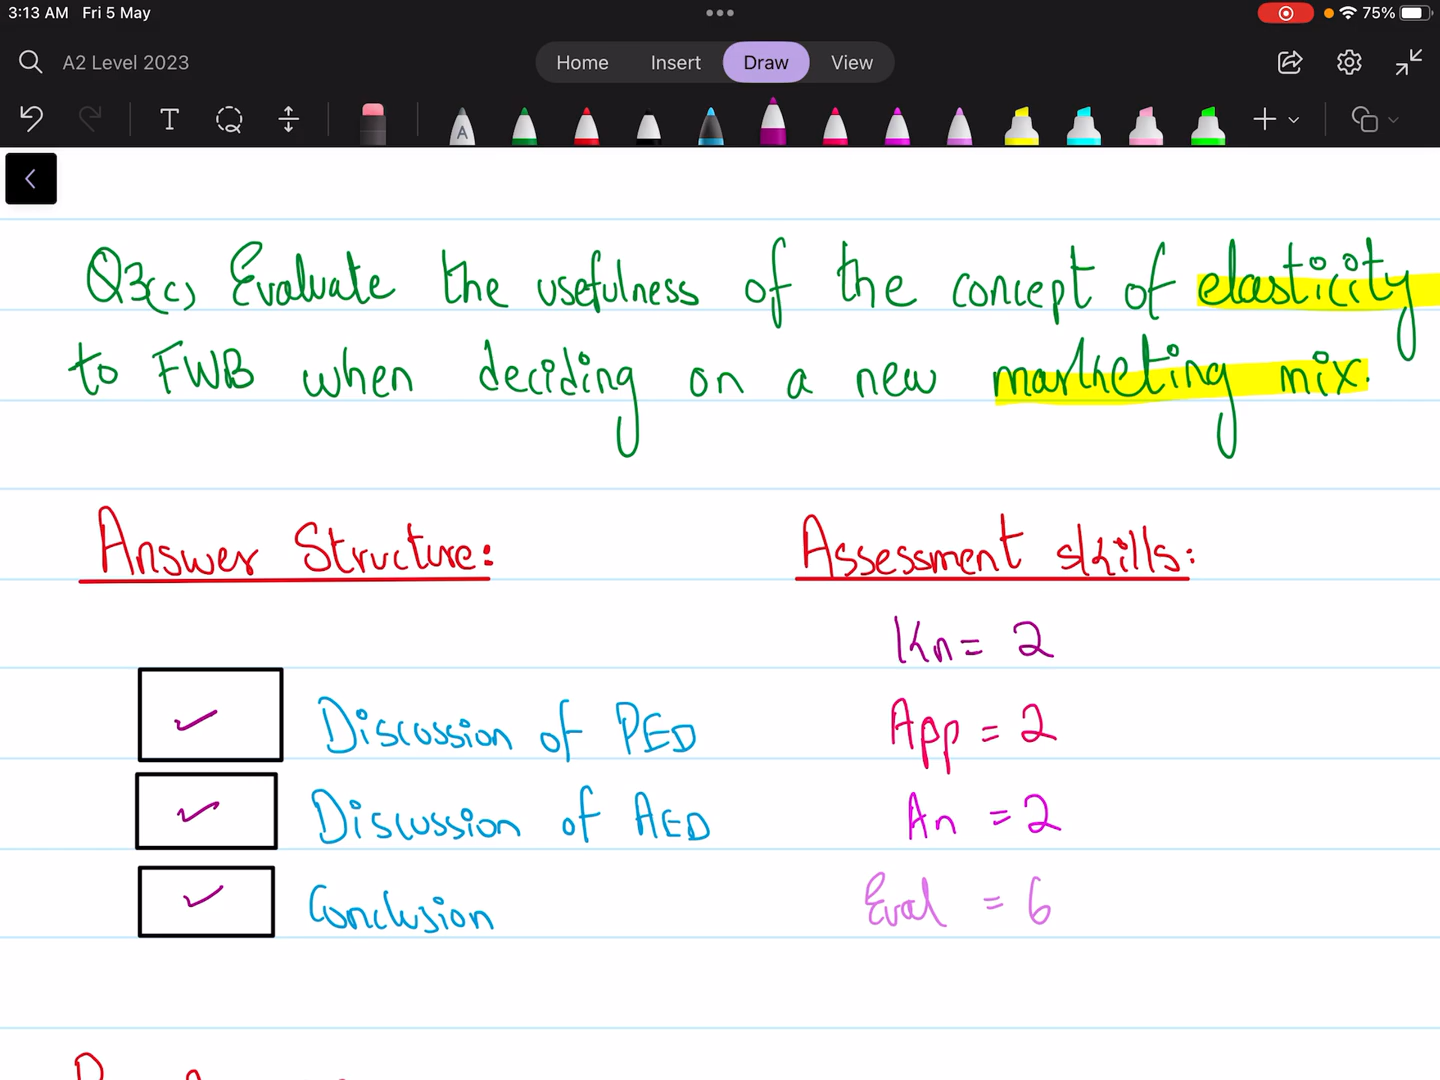 3:13 AM Fri 5 May
75%
A2 Level 2023
Home Insert Draw View
T
A
Q3(c) Evaluate the usefulness of the concept of elasticity
to FWB when deciding on a new marketing mix.
Answer Structure:
Assessment skills:
Kn = 2
Discussion of PED
App = 2
Discussion of AED
An = 2
Conclusion
Eval = 6